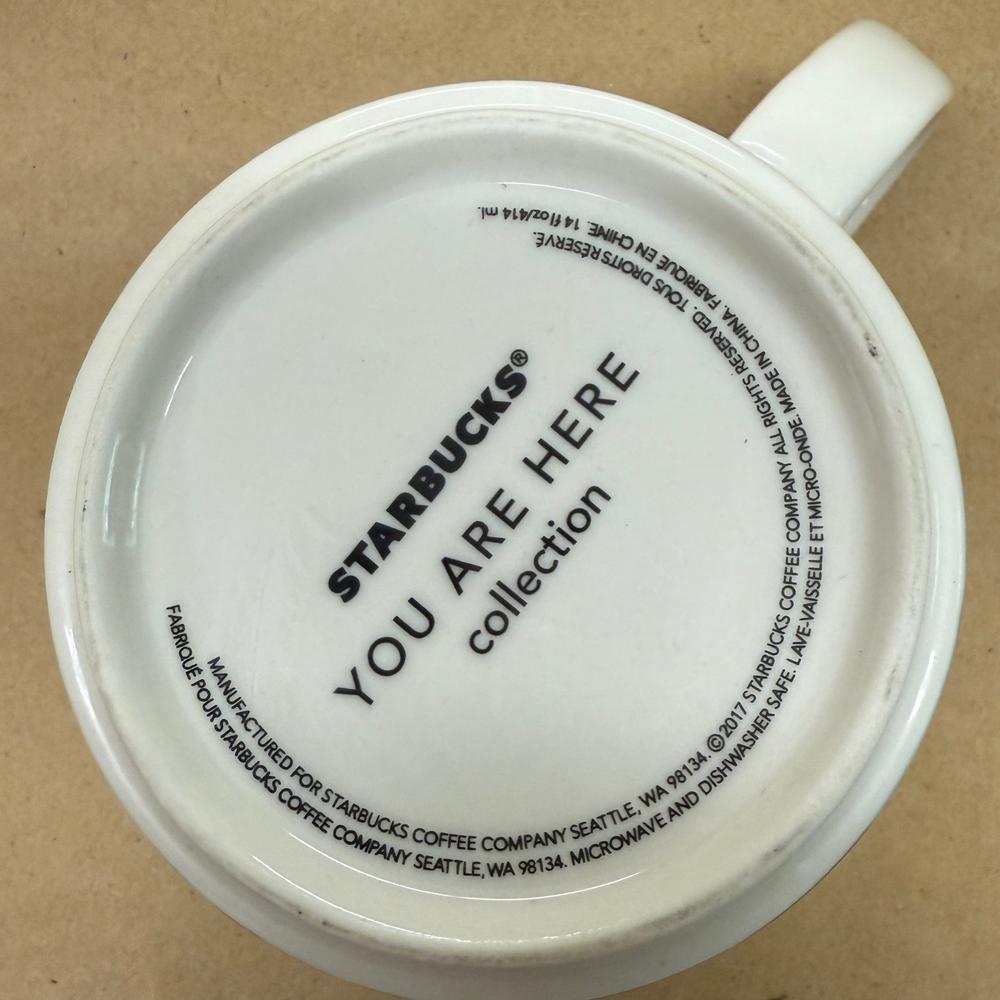 STARBUCKS®
YOU ARE HERE
collection
MANUFACTURED FOR STARBUCKS COFFEE COMPANY SEATTLE, WA 98134. ©2017 STARBUCKS COFFEE COMPANY ALL RIGHTS RESERVED. TOUS DROITS RÉSERVÉ.
FABRIQUÉ POUR STARBUCKS COFFEE COMPANY SEATTLE, WA 98134. MICROWAVE AND DISHWASHER SAFE. LAVE-VAISSELLE ET MICRO-ONDE. MADE IN CHINA. FABRIQUE EN CHINE. 14 fl oz/414 ml.